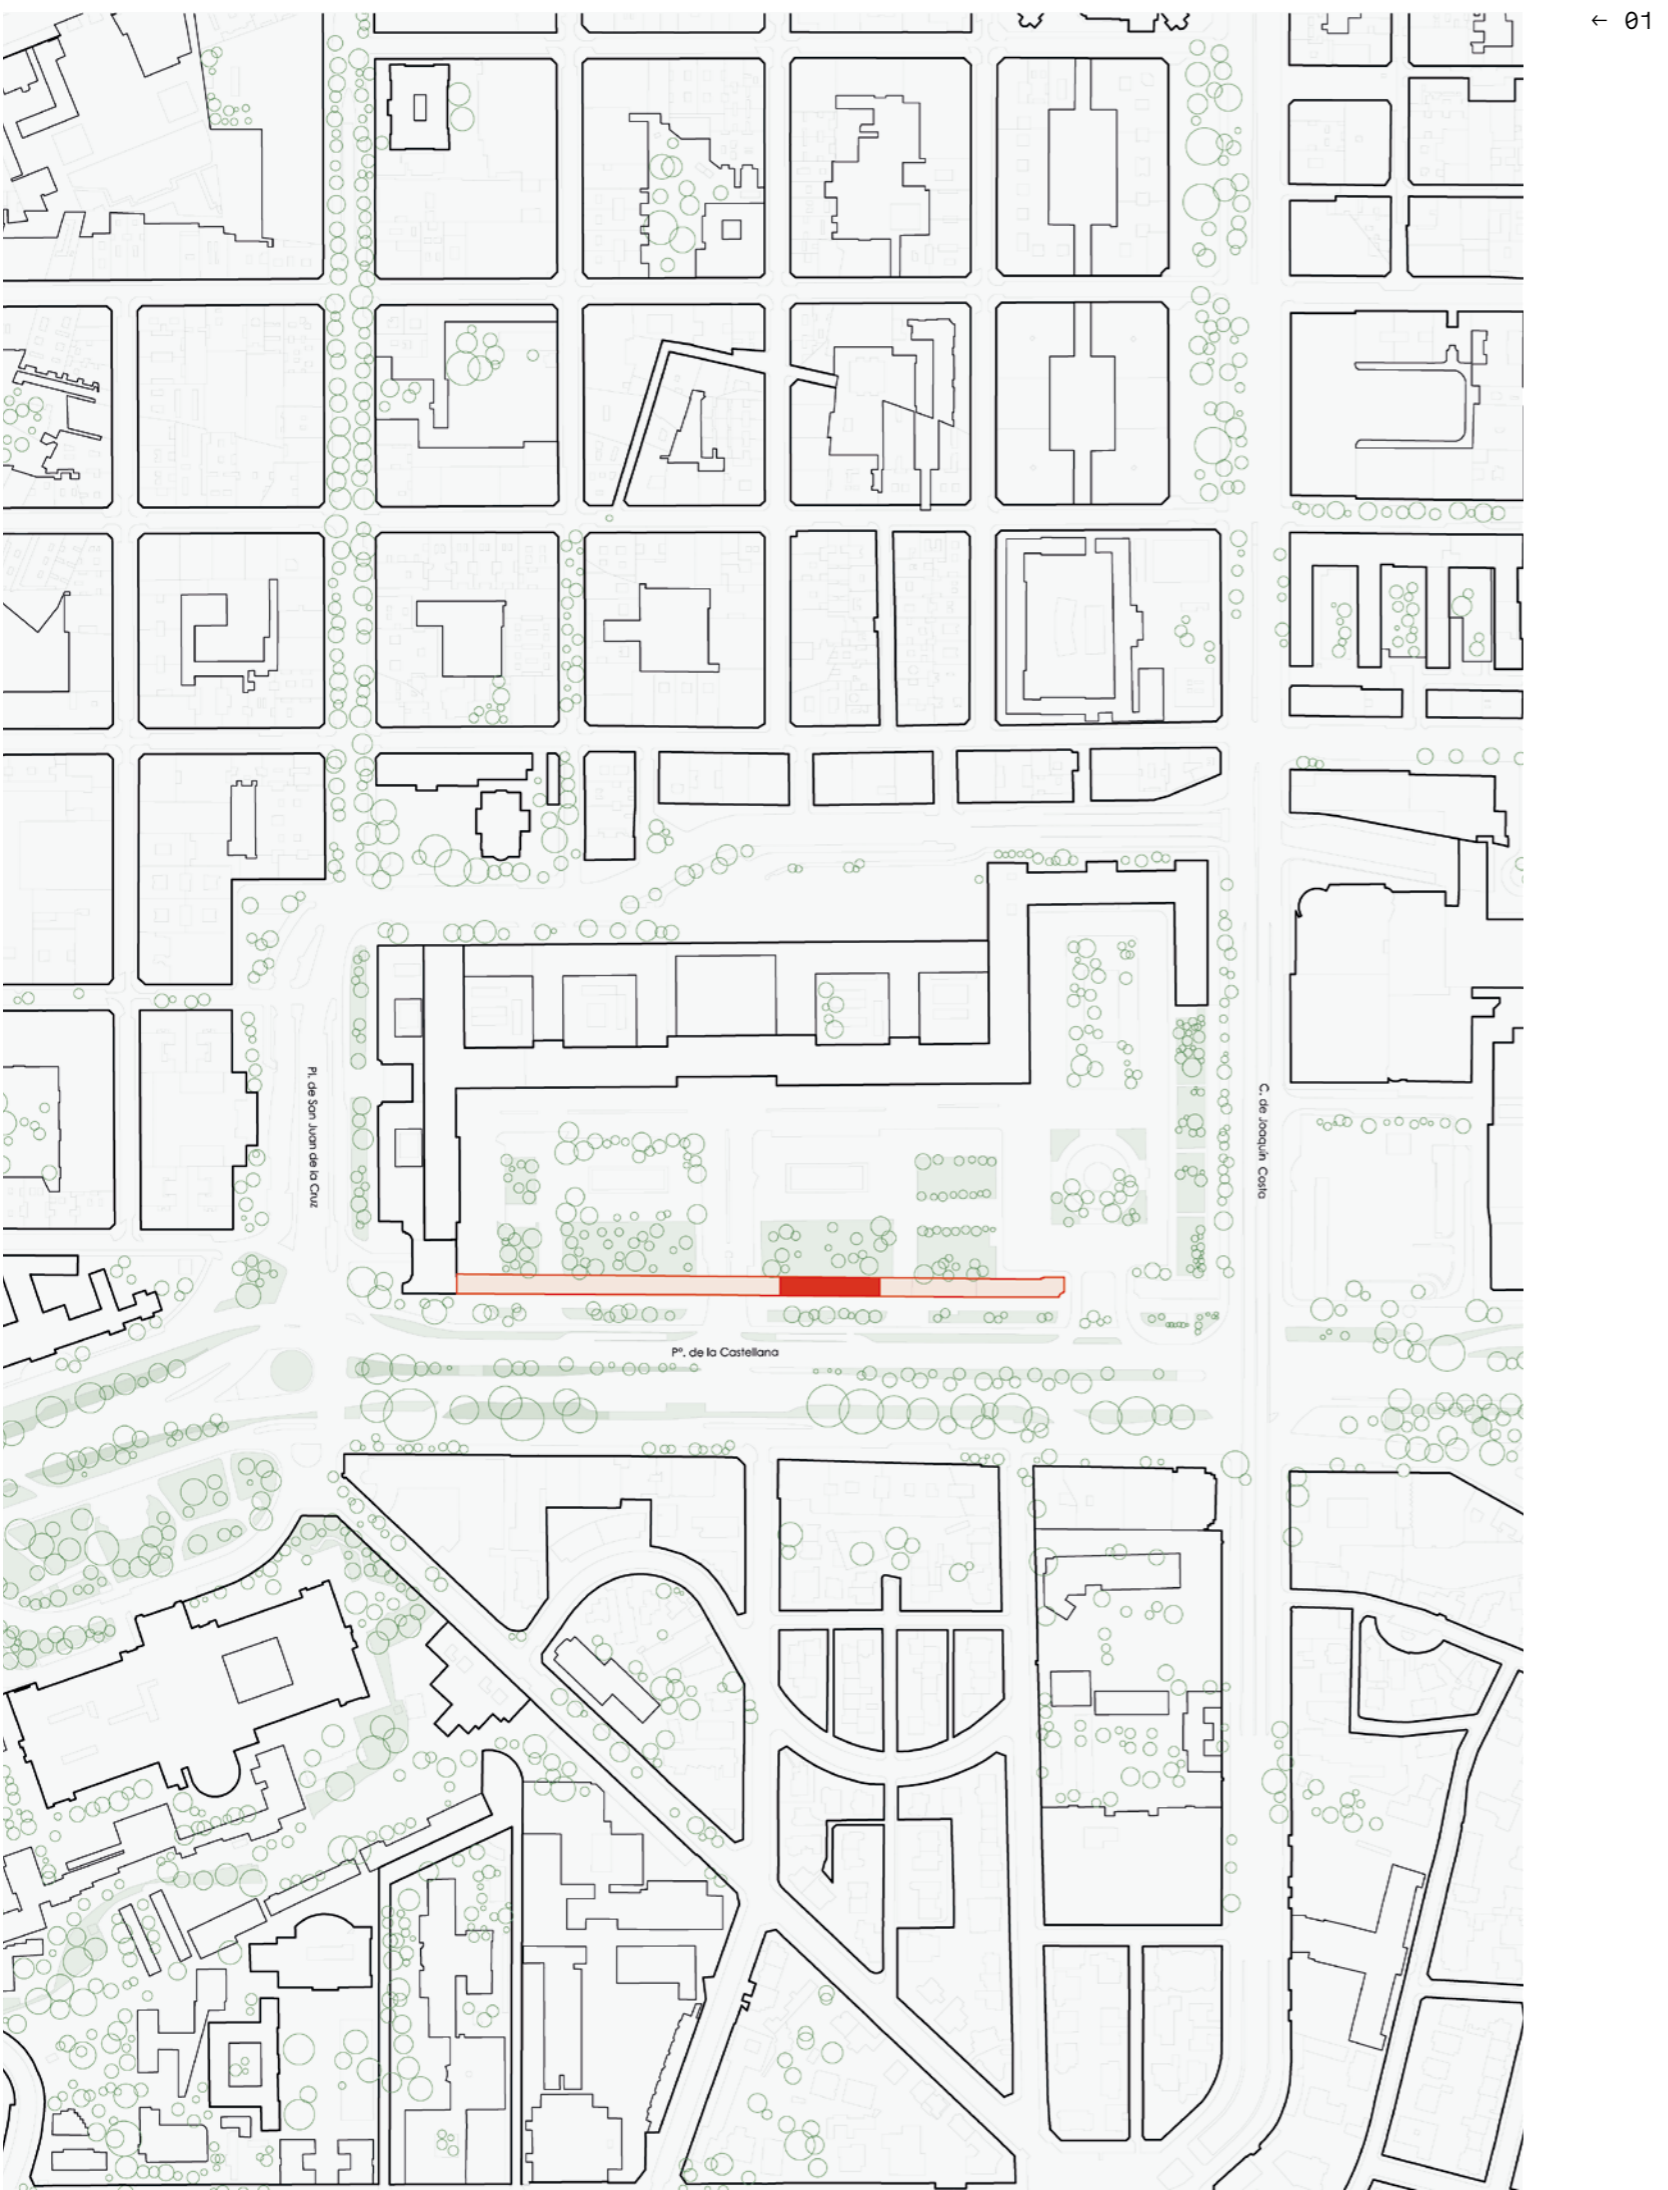 ← 01
Pl. de San Juan de la Cruz
C. de Joaquín Costa
Pº. de la Castellana